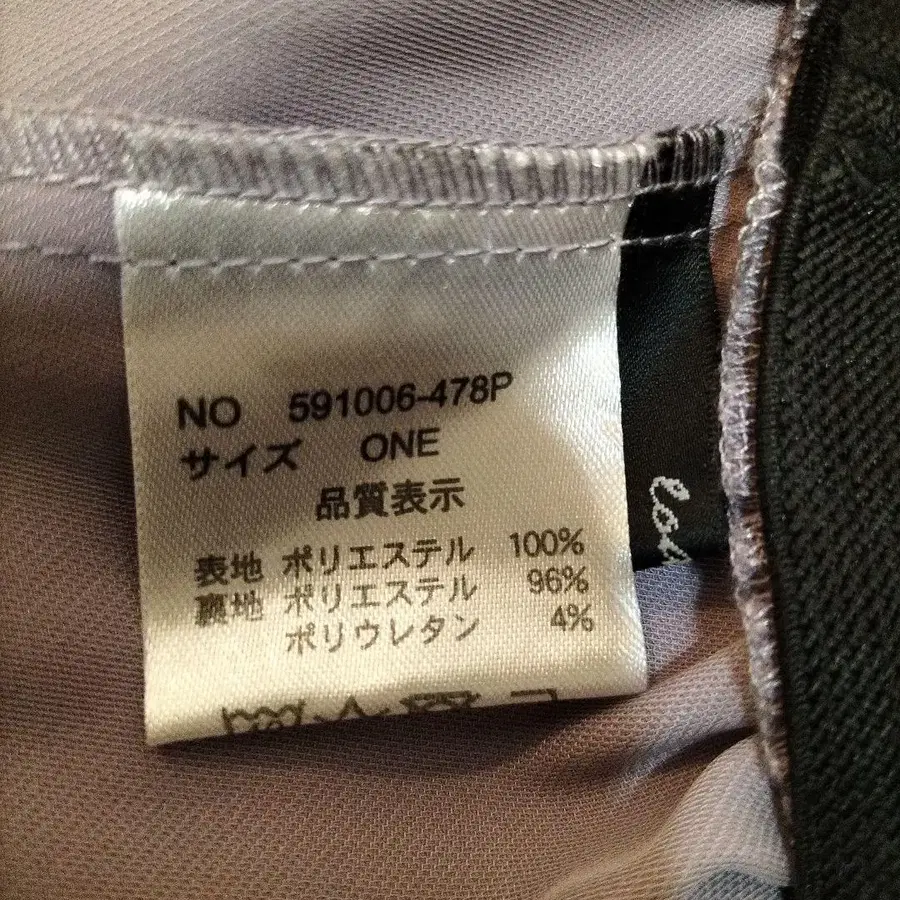 NO 591006-478P
サイズ ONE
品質表示
表地 ポリエステル 100%
裏地 ポリエステル 96%
ポリウレタン 4%